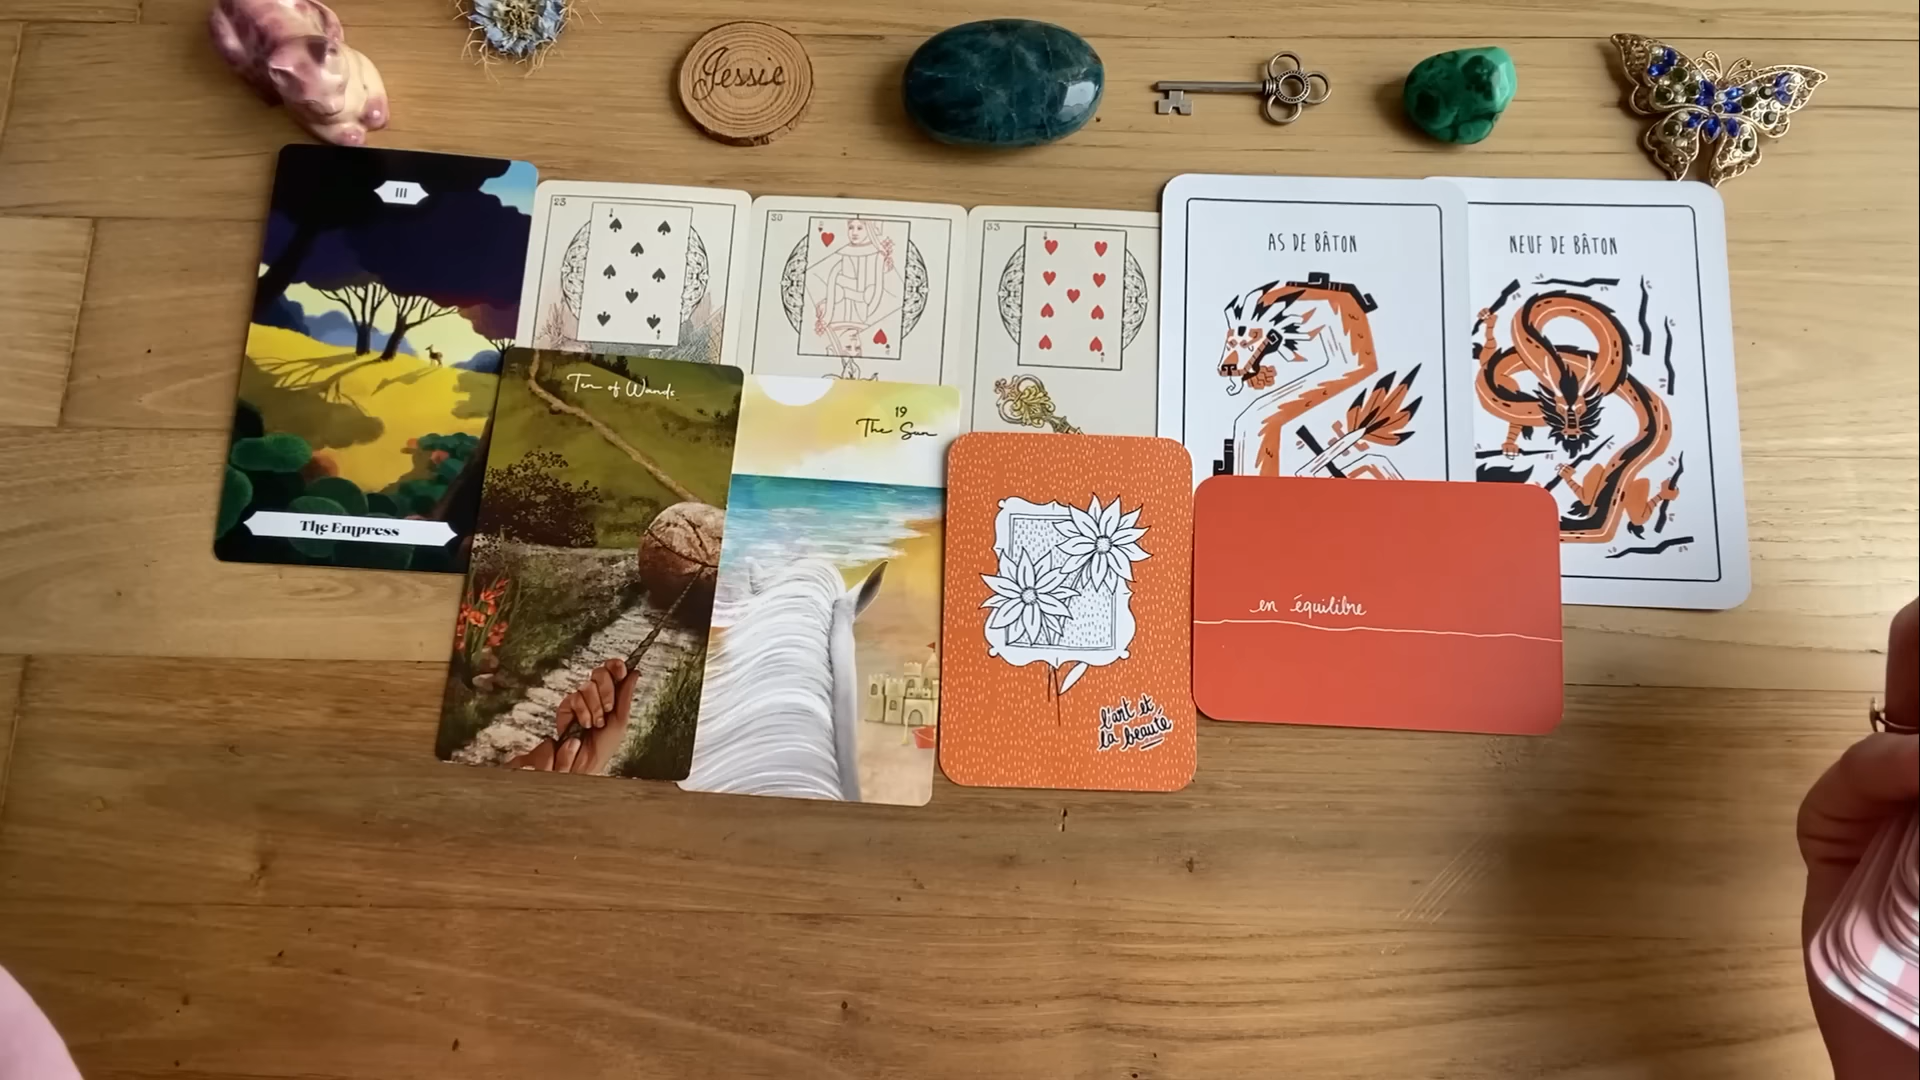 Jessie
III
The Empress
23
30
33
AS DE BÂTON
NEUF DE BÂTON
Ten of Wands
19
The Sun
l'art et
la beauté
en équilibre